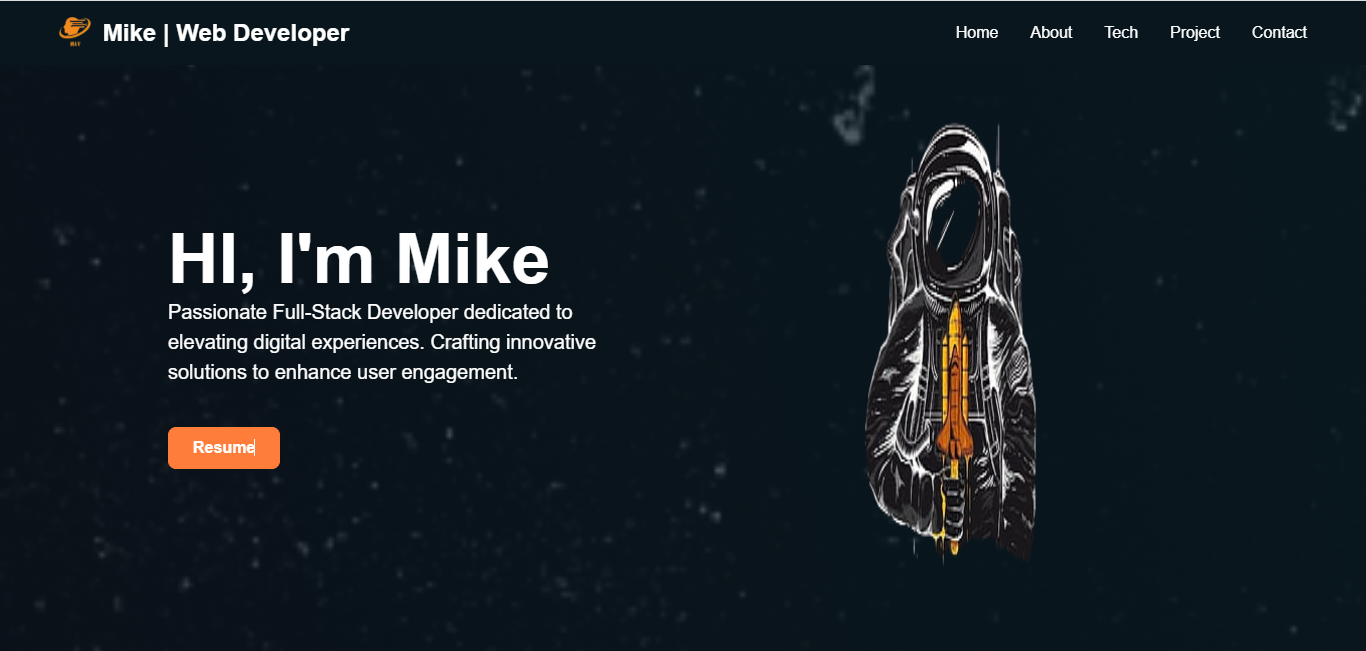 Mike | Web Developer
Home About Tech Project Contact
HI, I'm Mike
Passionate Full-Stack Developer dedicated to
elevating digital experiences. Crafting innovative
solutions to enhance user engagement.
Resume